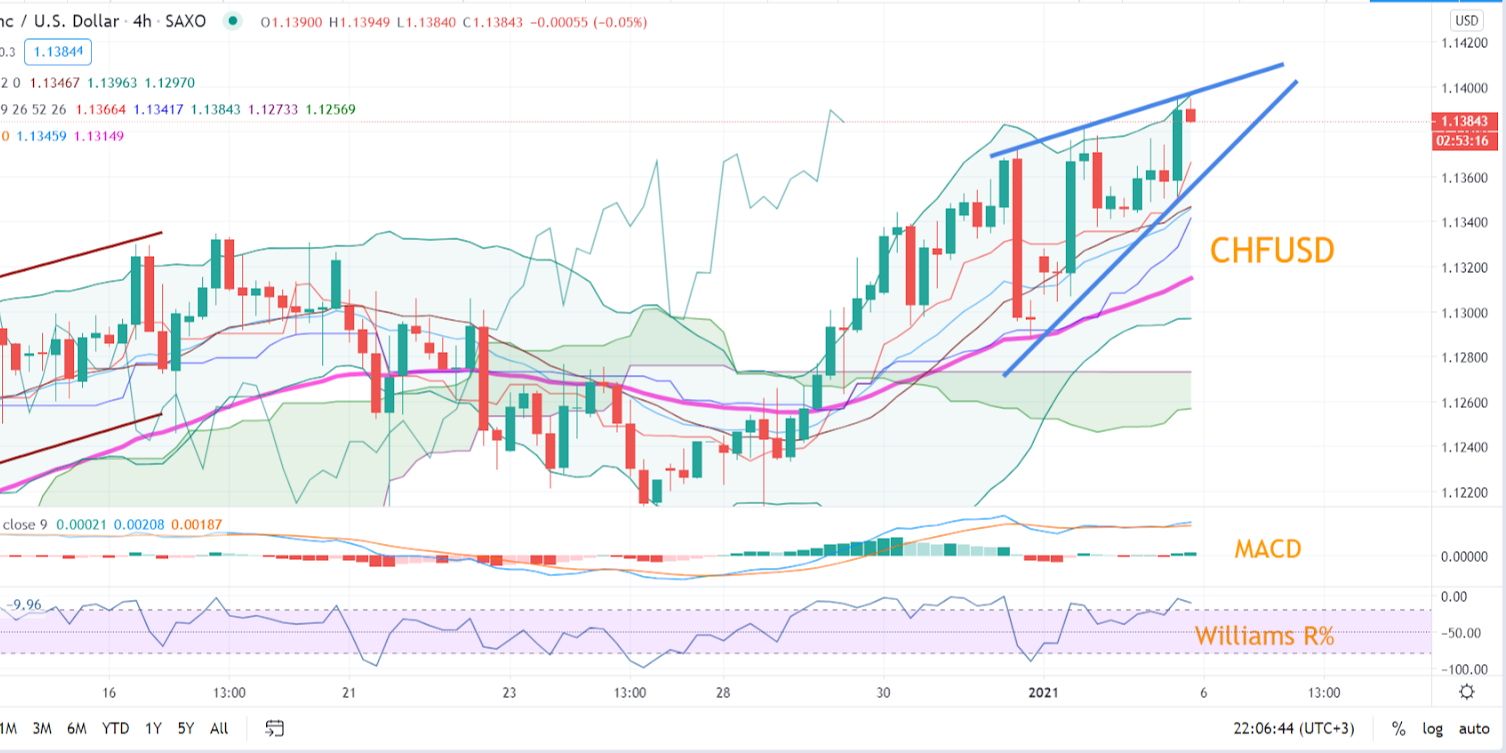 nc / U.S. Dollar · 4h · SAXO O1.13900 H1.13949 L1.13840 C1.13843 −0.00055 (−0.05%)
USD
0.3 1.13844
1.14200
2 0 1.13467 1.13963 1.12970
1.14000
9 26 52 26 1.13664 1.13417 1.13843 1.12733 1.12569
1.13843
0 1.13459 1.13149
02:53:16
1.13600
1.13400
CHFUSD
1.13200
1.13000
1.12800
1.12600
1.12400
1.12200
close 9 0.00021 0.00208 0.00187
MACD
0.00000
−9.96
0.00
Williams R%
−50.00
−100.00
16 13:00 21 23 13:00 28 30 2021 6 13:00
1M 3M 6M YTD 1Y 5Y All 22:06:44 (UTC+3) % log auto